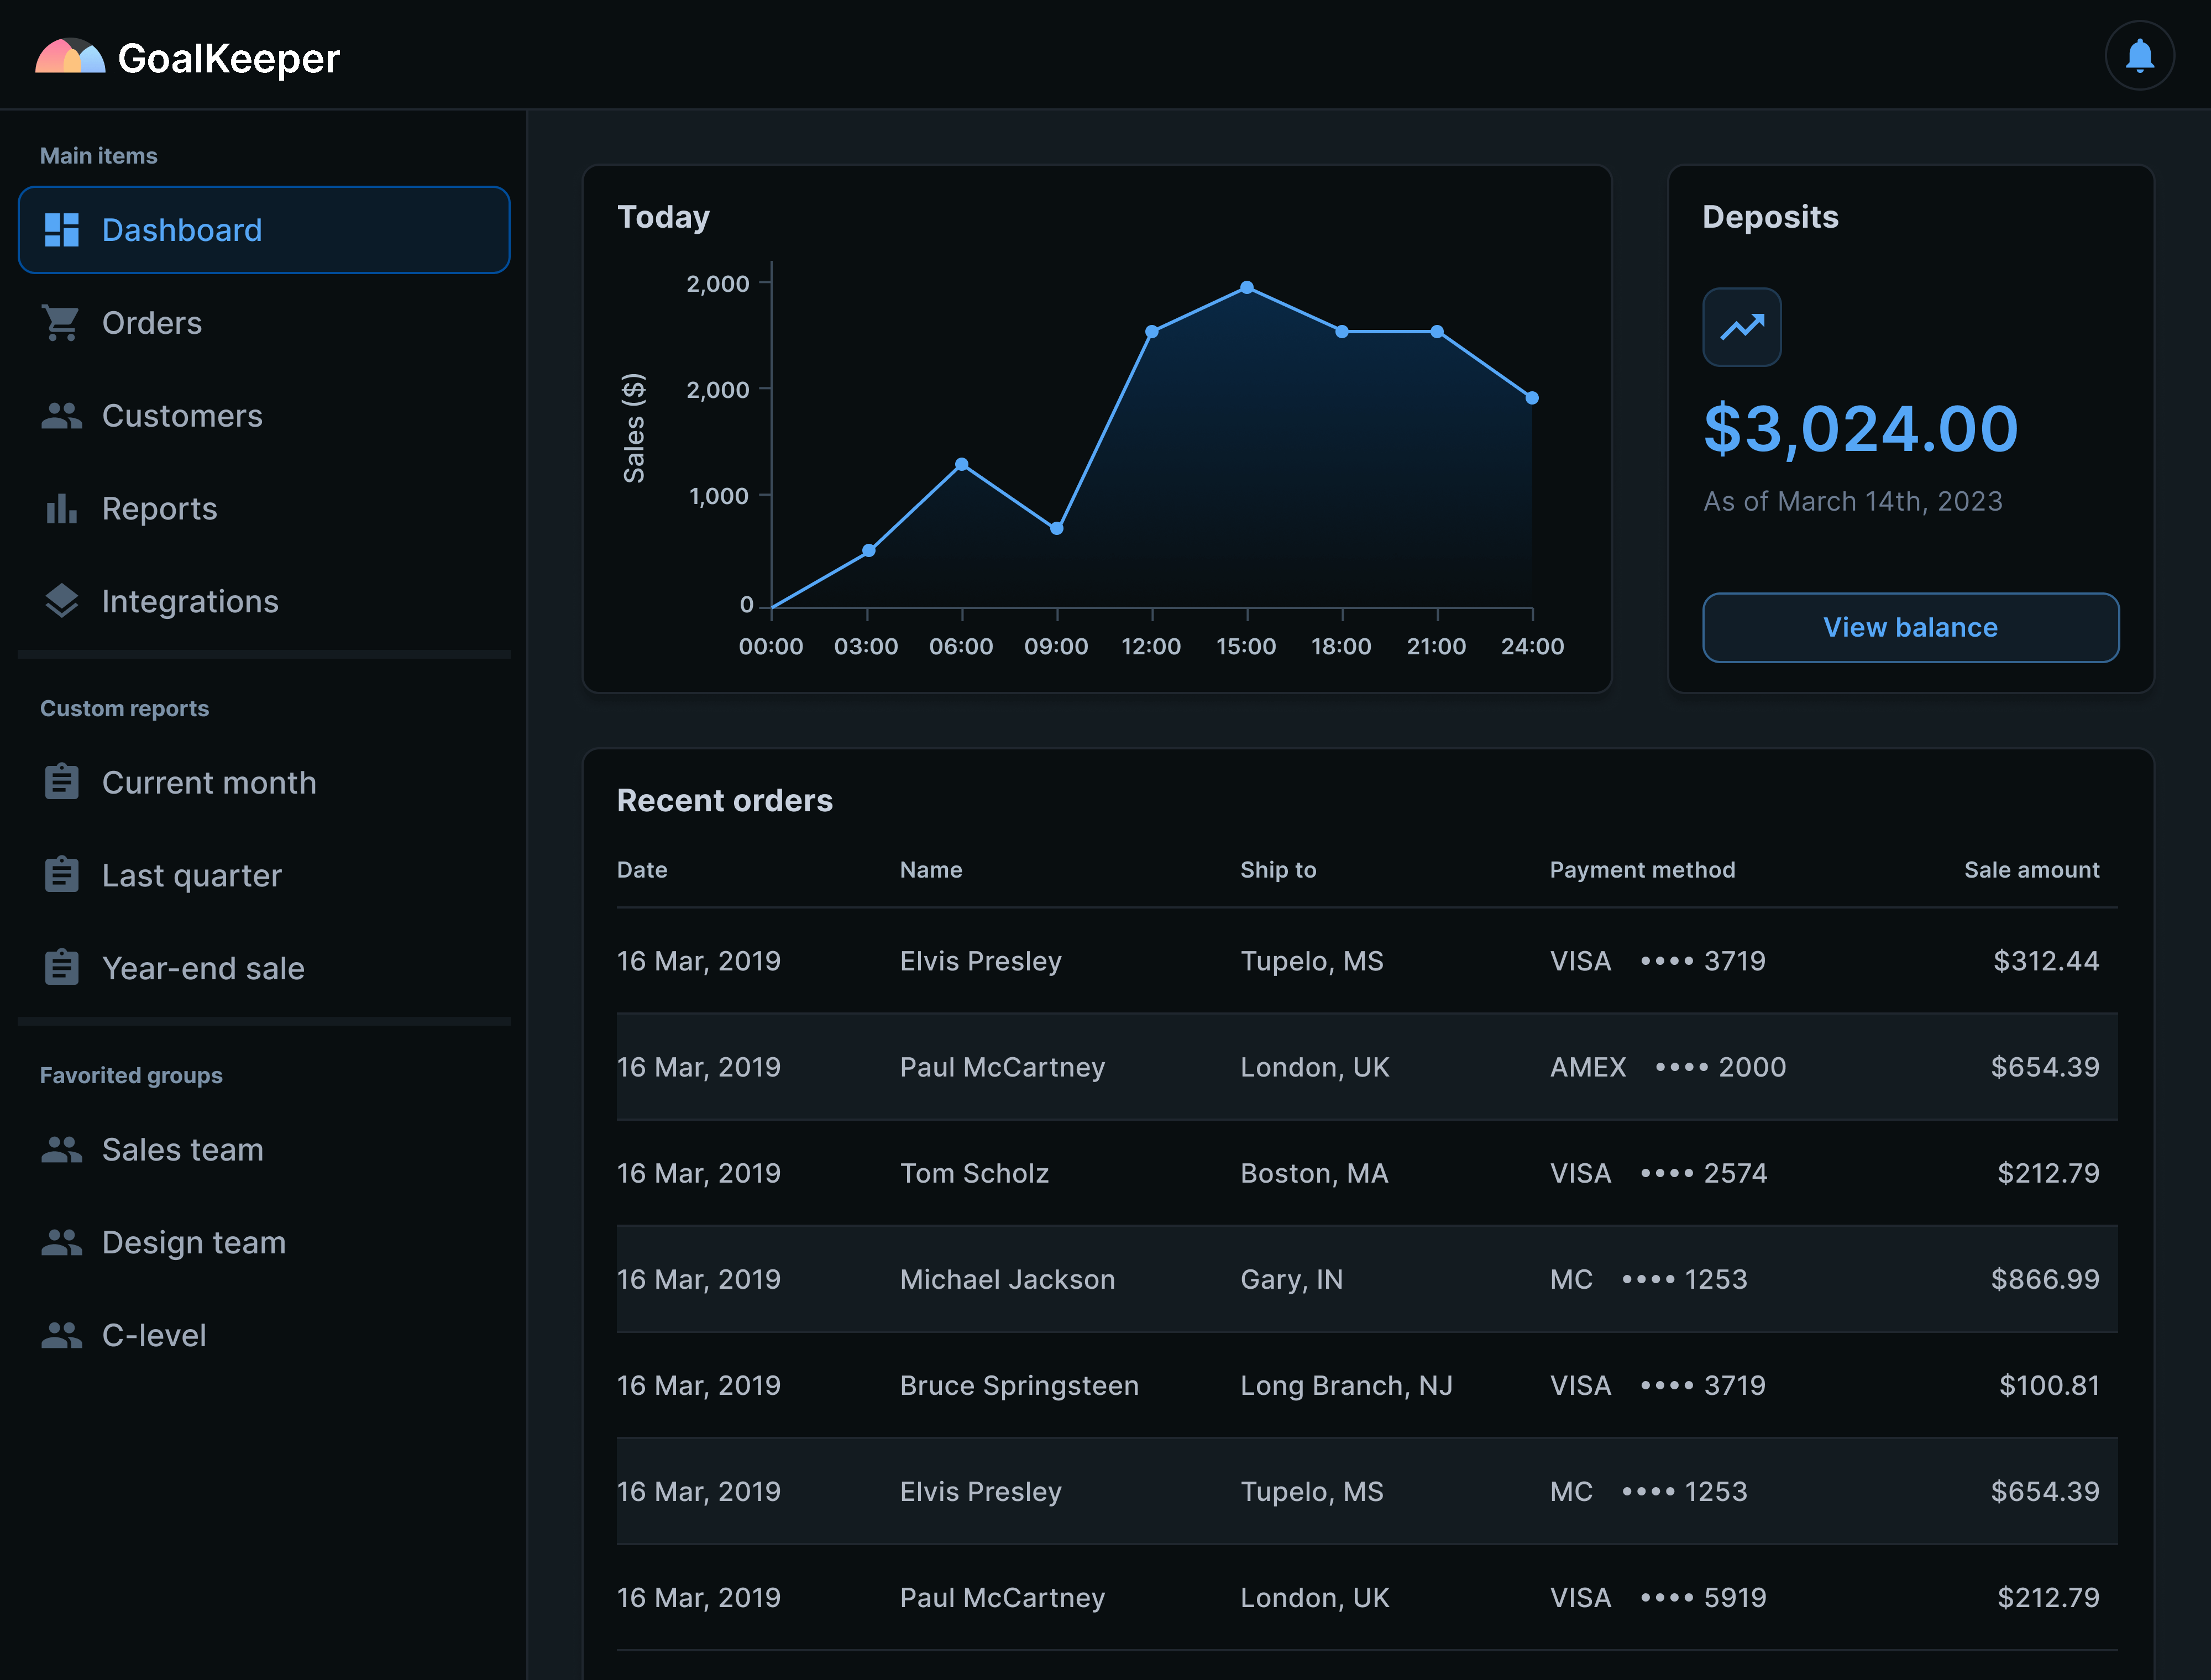 GoalKeeper
Main items
Dashboard
Orders
Customers
Reports
Integrations
Custom reports
Current month
Last quarter
Year-end sale
Favorited groups
Sales team
Design team
C-level
Today
Sales ($)
2,000
2,000
1,000
0
00:00 03:00 06:00 09:00 12:00 15:00 18:00 21:00 24:00
Deposits
$3,024.00
As of March 14th, 2023
View balance
Recent orders
Date Name Ship to Payment method Sale amount
16 Mar, 2019 Elvis Presley Tupelo, MS VISA •••• 3719 $312.44
16 Mar, 2019 Paul McCartney London, UK AMEX •••• 2000 $654.39
16 Mar, 2019 Tom Scholz Boston, MA VISA •••• 2574 $212.79
16 Mar, 2019 Michael Jackson Gary, IN MC •••• 1253 $866.99
16 Mar, 2019 Bruce Springsteen Long Branch, NJ VISA •••• 3719 $100.81
16 Mar, 2019 Elvis Presley Tupelo, MS MC •••• 1253 $654.39
16 Mar, 2019 Paul McCartney London, UK VISA •••• 5919 $212.79